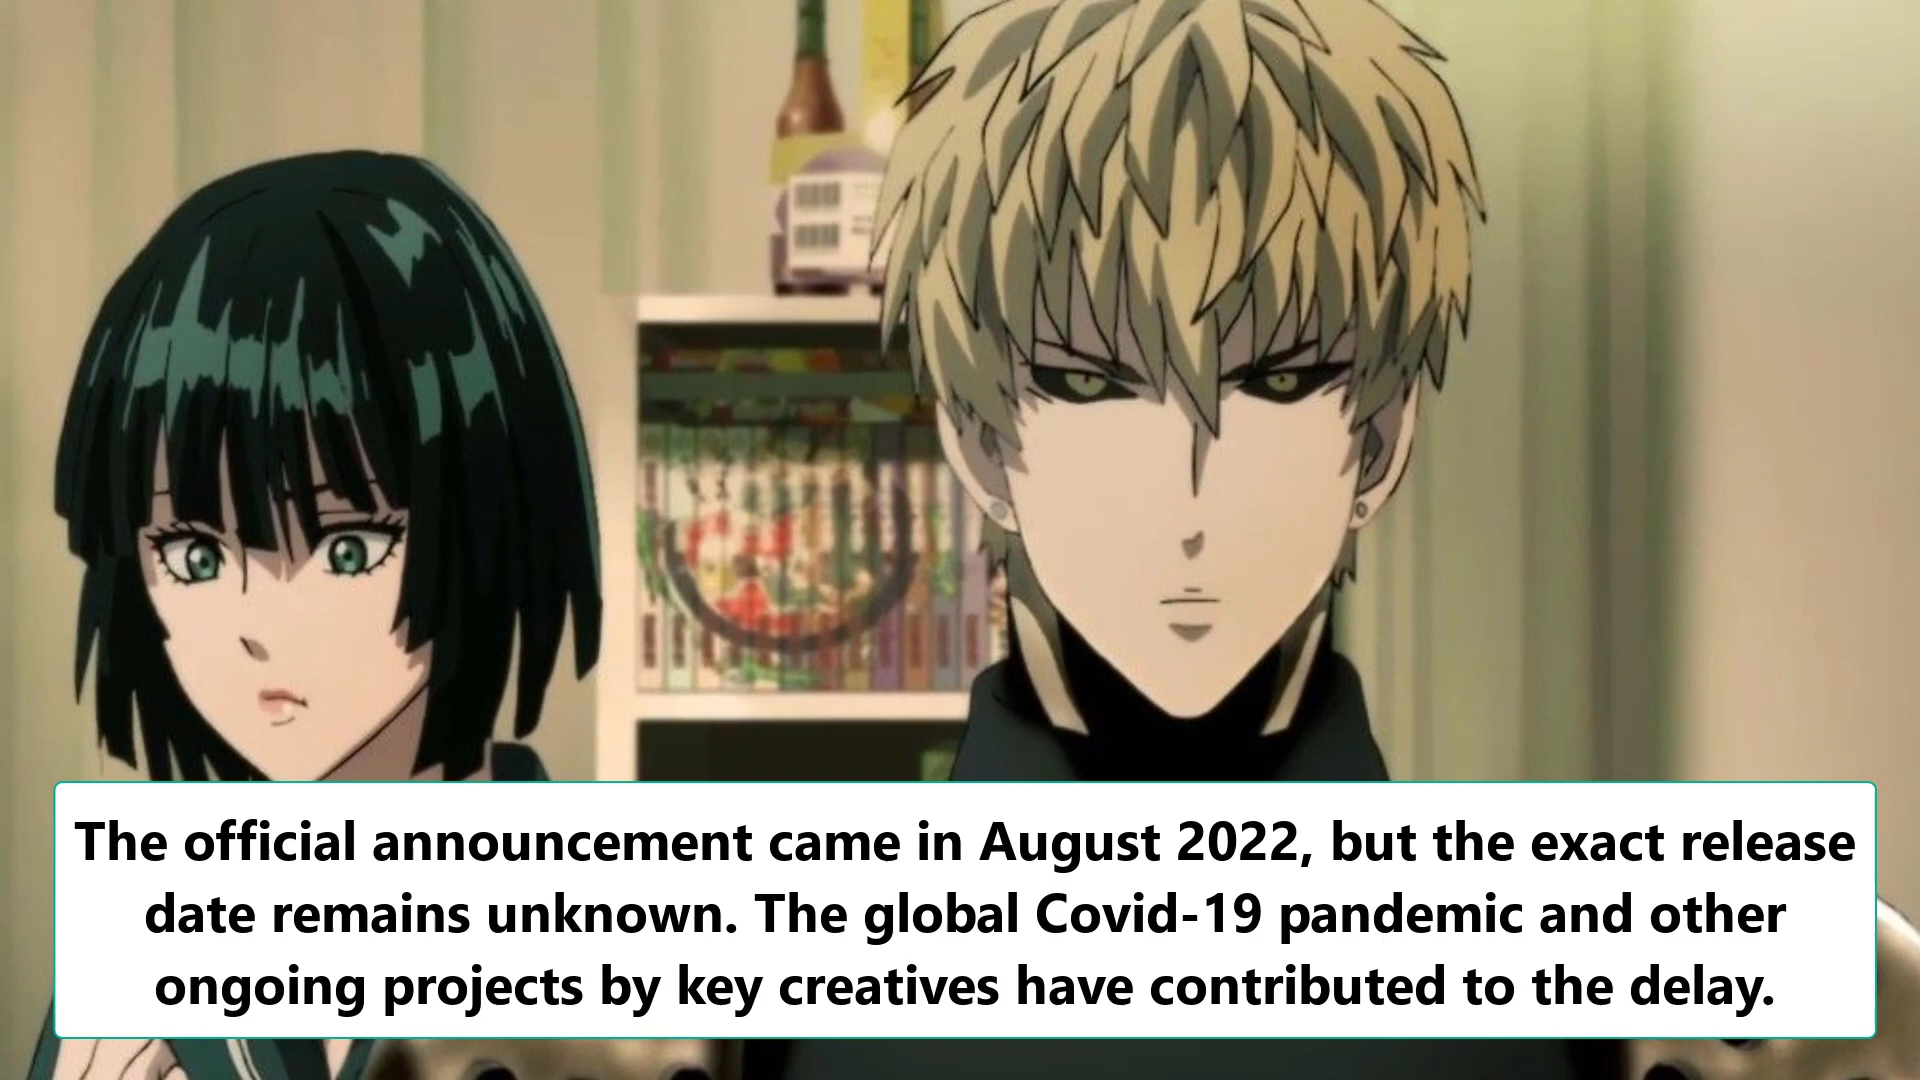 The official announcement came in August 2022, but the exact release
date remains unknown. The global Covid-19 pandemic and other
ongoing projects by key creatives have contributed to the delay.